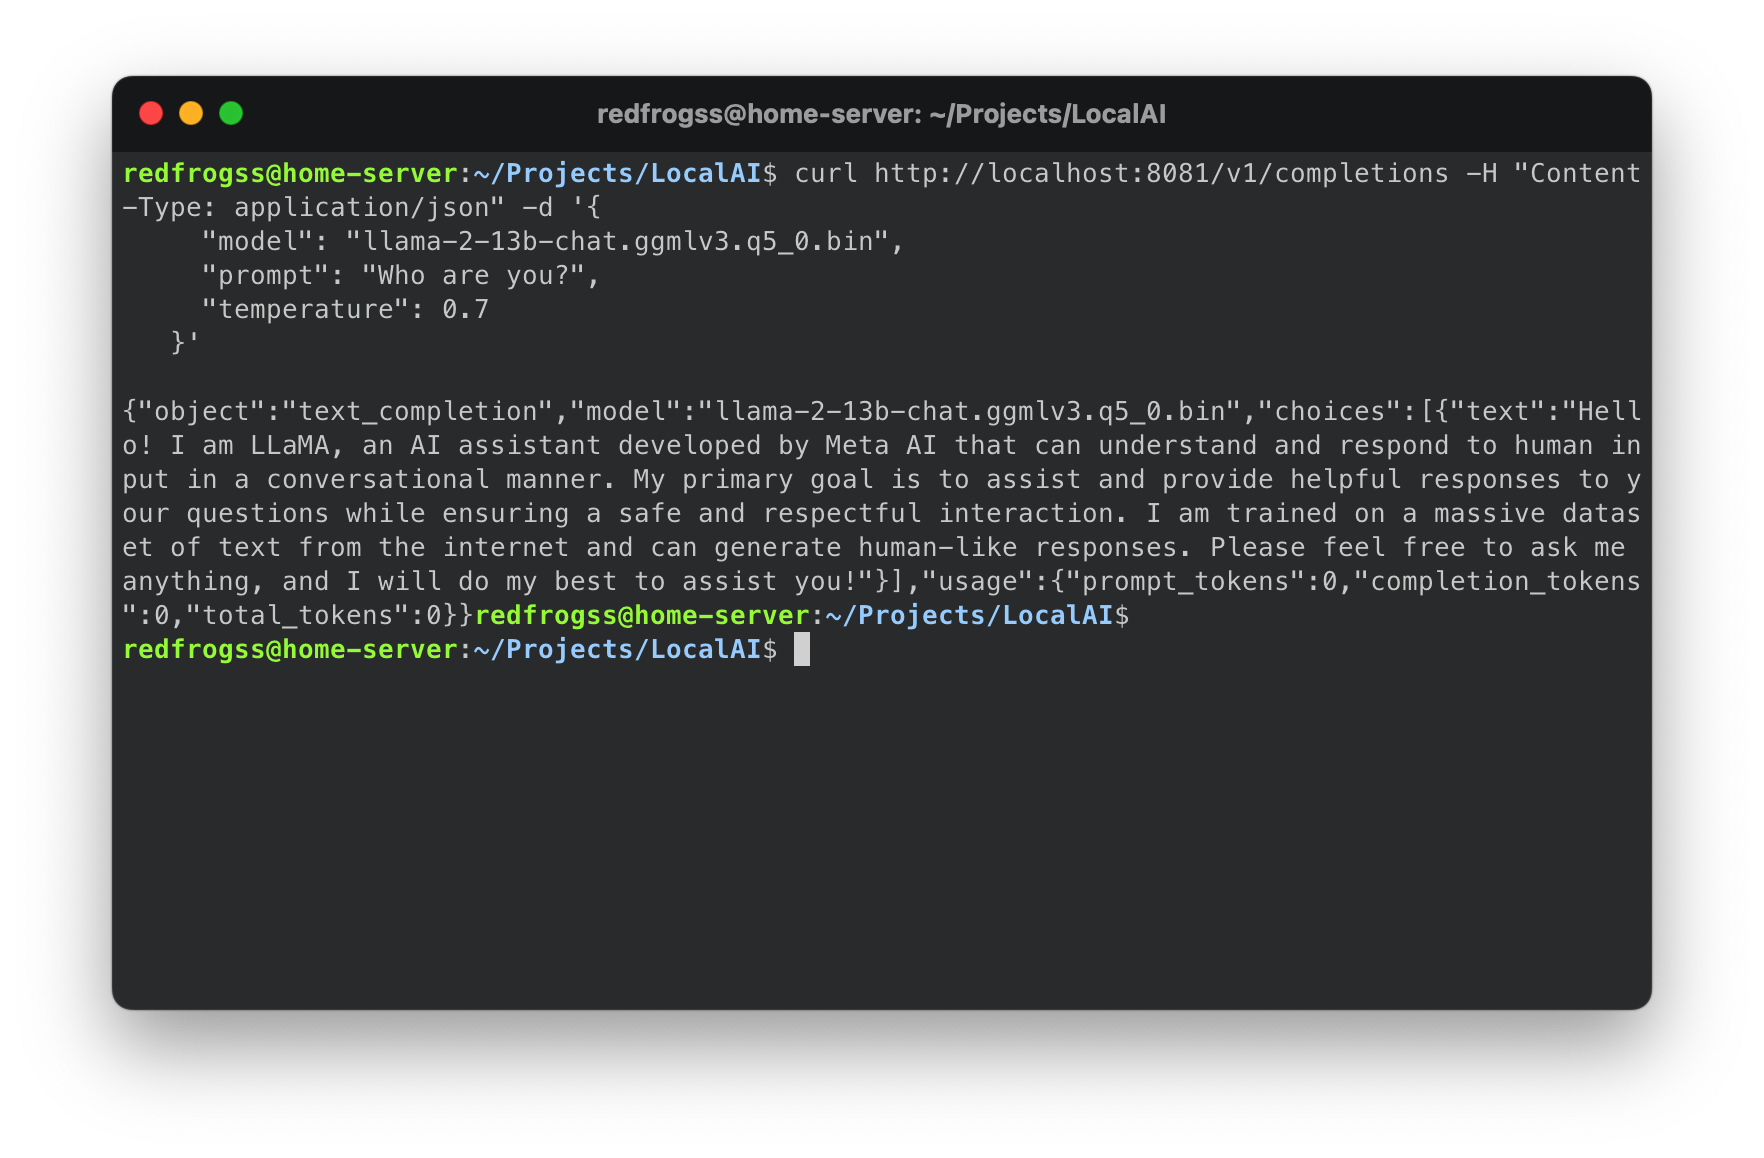 redfrogss@home-server: ~/Projects/LocalAI
redfrogss@home-server:~/Projects/LocalAI$ curl http://localhost:8081/v1/completions -H "Content
-Type: application/json" -d '{
     "model": "llama-2-13b-chat.ggmlv3.q5_0.bin",
     "prompt": "Who are you?",
     "temperature": 0.7
   }'

{"object":"text_completion","model":"llama-2-13b-chat.ggmlv3.q5_0.bin","choices":[{"text":"Hell
o! I am LLaMA, an AI assistant developed by Meta AI that can understand and respond to human in
put in a conversational manner. My primary goal is to assist and provide helpful responses to y
our questions while ensuring a safe and respectful interaction. I am trained on a massive datas
et of text from the internet and can generate human-like responses. Please feel free to ask me
anything, and I will do my best to assist you!"}],"usage":{"prompt_tokens":0,"completion_tokens
":0,"total_tokens":0}}redfrogss@home-server:~/Projects/LocalAI$
redfrogss@home-server:~/Projects/LocalAI$